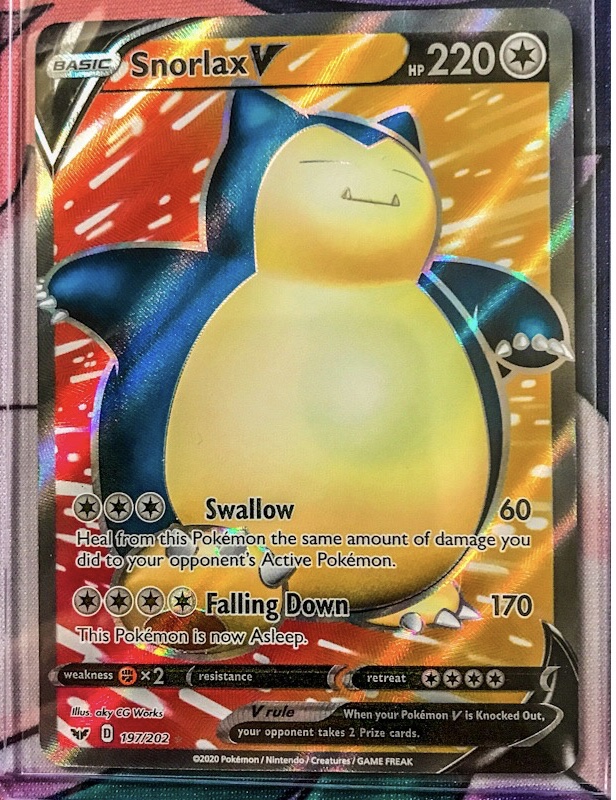 BASIC Snorlax V HP 220
Swallow 60
Heal from this Pokémon the same amount of damage you
did to your opponent's Active Pokémon.
Falling Down 170
This Pokémon is now Asleep.
weakness ×2 resistance retreat
Illus. aky CG Works
V rule When your Pokémon V is Knocked Out,
your opponent takes 2 Prize cards.
D 197/202
©2020 Pokémon / Nintendo / Creatures / GAME FREAK